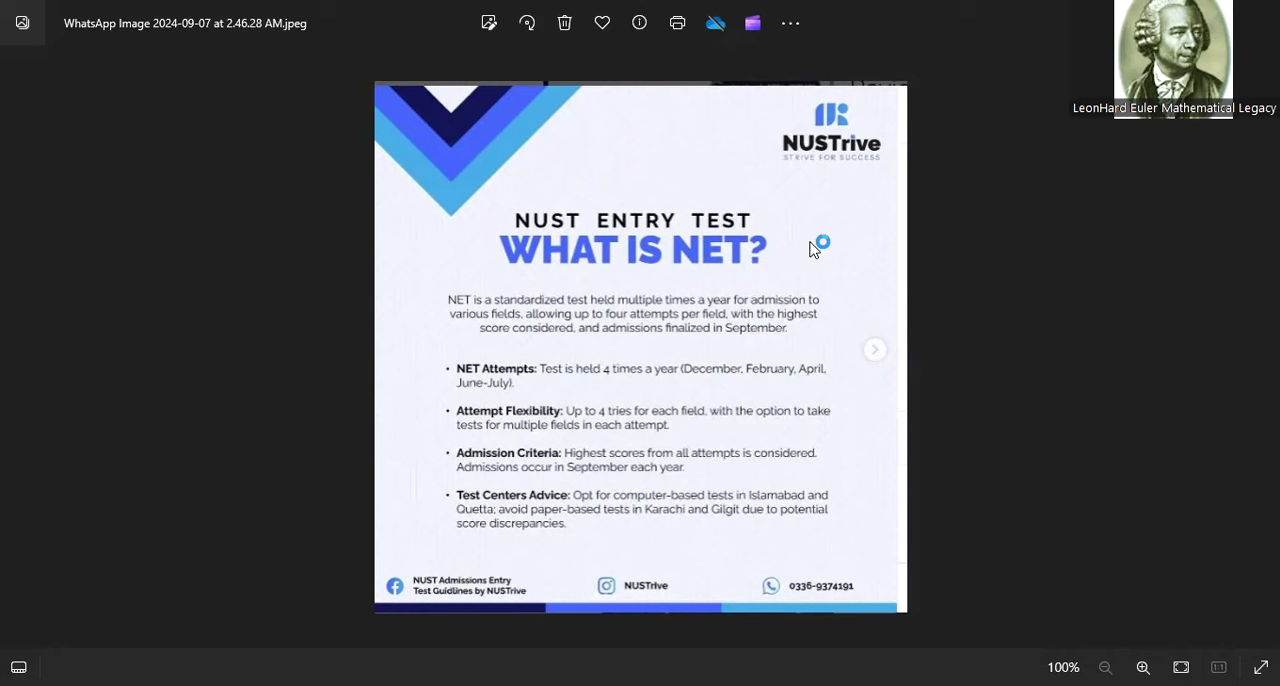 WhatsApp Image 2024-09-07 at 2.46.28 AM.jpeg
LeonHard Euler Mathematical Legacy
NUSTrive
STRIVE FOR SUCCESS
NUST ENTRY TEST
WHAT IS NET?
NET is a standardized test held multiple times a year for admission to
various fields, allowing up to four attempts per field, with the highest
score considered, and admissions finalized in September.
• NET Attempts: Test is held 4 times a year (December, February, April,
June-July).
• Attempt Flexibility: Up to 4 tries for each field, with the option to take
tests for multiple fields in each attempt.
• Admission Criteria: Highest scores from all attempts is considered.
Admissions occur in September each year.
• Test Centers Advice: Opt for computer-based tests in Islamabad and
Quetta; avoid paper-based tests in Karachi and Gilgit due to potential
score discrepancies.
NUST Admissions Entry
Test Guidlines by NUSTrive
NUSTrive
0336-9374191
100%
1:1